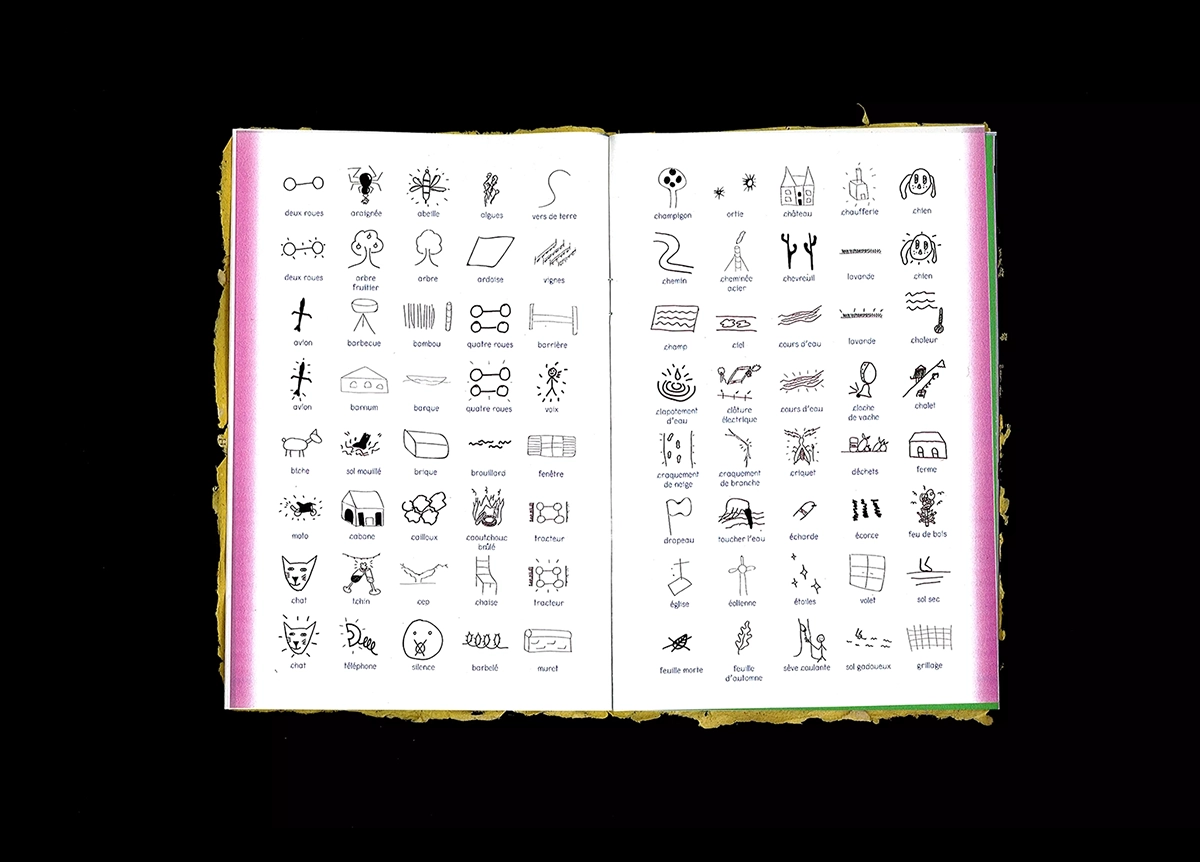 deux roues
araignée
abeille
algues
vers de terre
deux roues
arbre
fruitier
arbre
ardoise
vignes
avion
barbecue
bambou
quatre roues
barrière
avion
barnum
barque
quatre roues
voix
biche
sol mouillé
brique
brouillard
fenêtre
moto
cabane
cailloux
caoutchouc
brûlé
tracteur
chat
tchin
cep
chaise
tracteur
chat
téléphone
silence
barbelé
muret
champigon
ortie
château
chaufferie
chien
chemin
cheminée
acier
chevreuil
lavande
chien
champ
ciel
cours d'eau
lavande
chaleur
clapotement
d'eau
clôture
électrique
cours d'eau
cloche
de vache
chalet
craquement
de neige
craquement
de branche
criquet
déchets
ferme
drapeau
toucher l'eau
écharde
écorce
feu de bois
église
éolienne
étoiles
volet
sol sec
feuille morte
feuille
d'automne
sève coulante
sol gadoueux
grillage